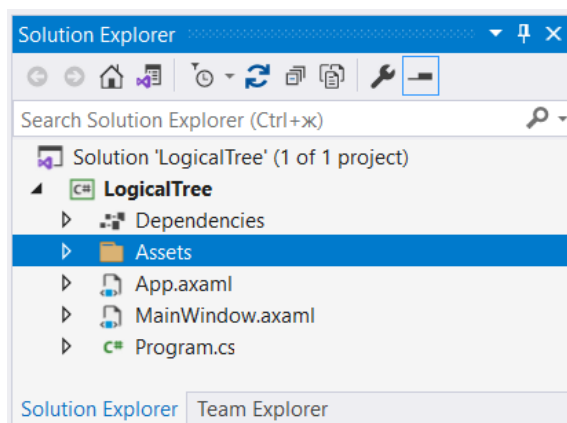 Solution Explorer
Search Solution Explorer (Ctrl+ж)
Solution 'LogicalTree' (1 of 1 project)
C# LogicalTree
Dependencies
Assets
App.axaml
MainWindow.axaml
C# Program.cs
Solution Explorer Team Explorer